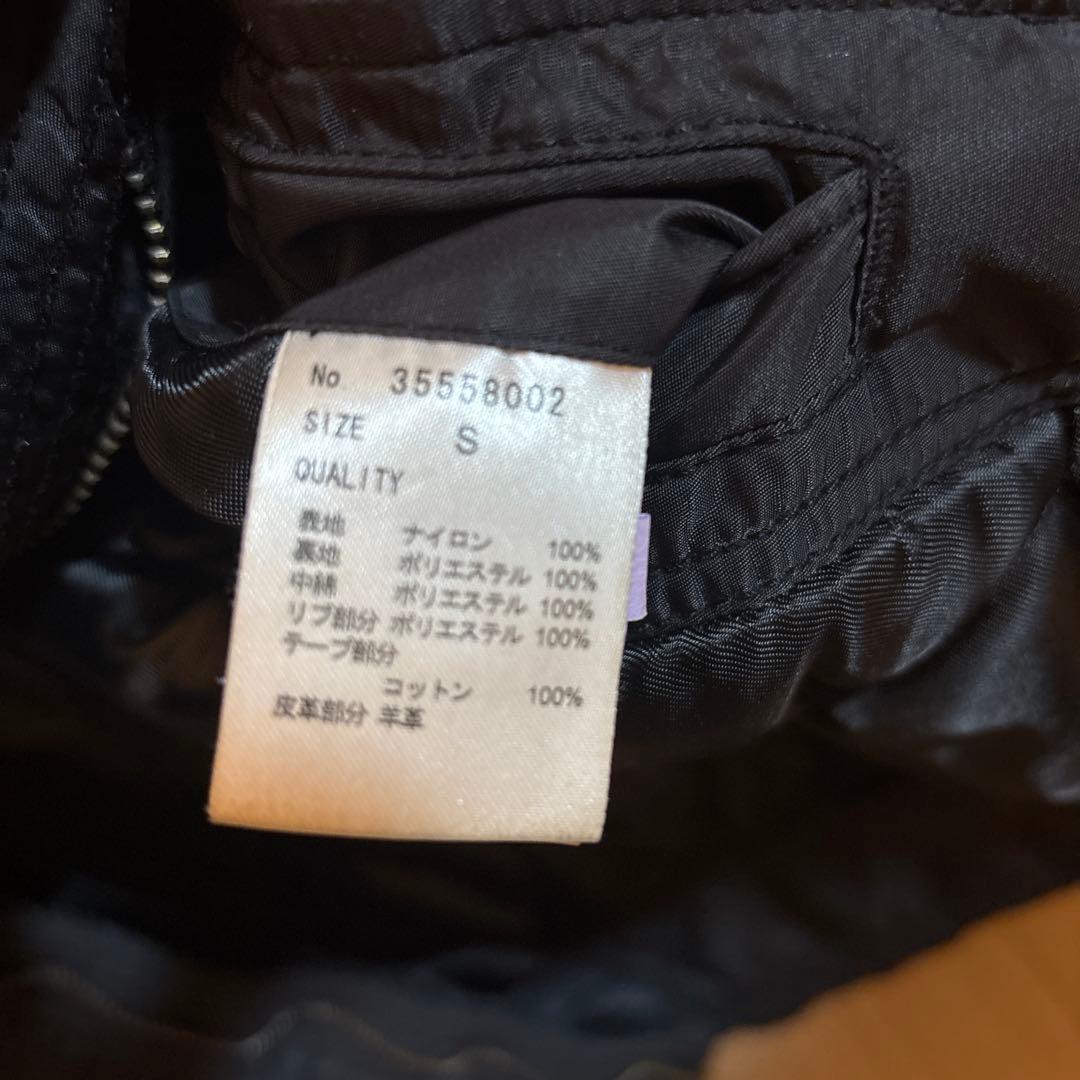 No 35558002
SIZE S
QUALITY
表地 ナイロン 100%
裏地 ポリエステル 100%
中綿 ポリエステル 100%
リブ部分 ポリエステル 100%
テープ部分
コットン 100%
皮革部分 羊革